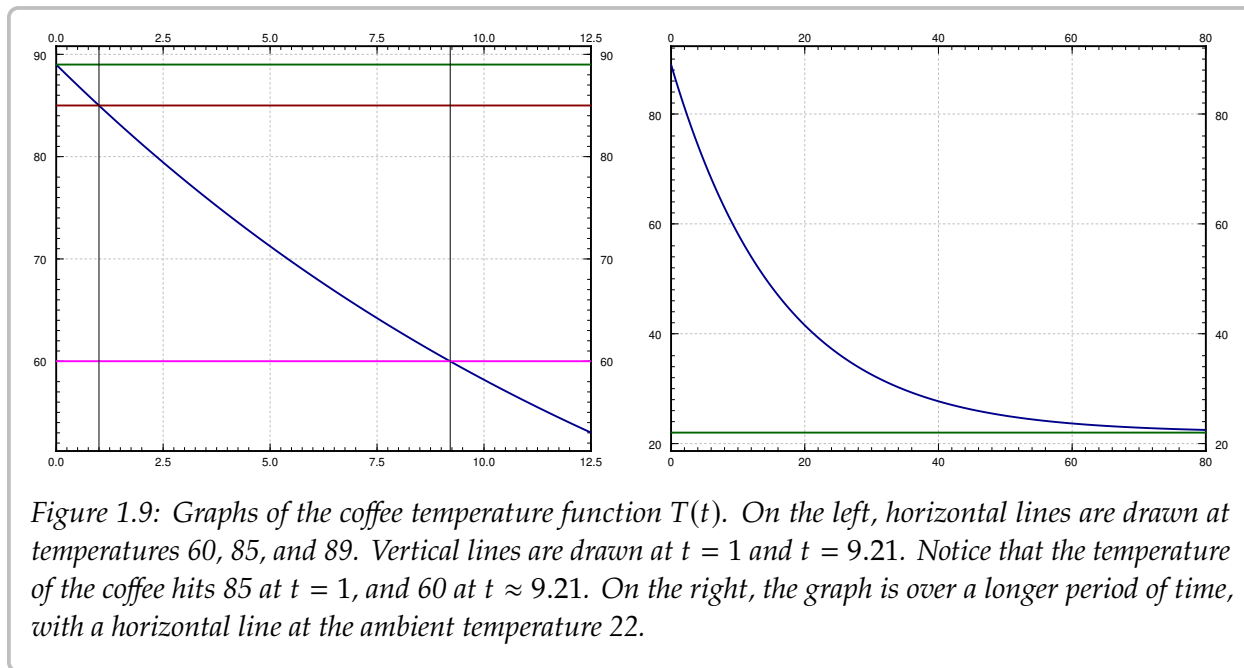 0.0 2.5 5.0 7.5 10.0 12.5
90 90
80 80
70 70
60 60
0.0 2.5 5.0 7.5 10.0 12.5
0 20 40 60 80
80 80
60 60
40 40
20 20
0 20 40 60 80
Figure 1.9: Graphs of the coffee temperature function T(t). On the left, horizontal lines are drawn at
temperatures 60, 85, and 89. Vertical lines are drawn at t = 1 and t = 9.21. Notice that the temperature
of the coffee hits 85 at t = 1, and 60 at t ≈ 9.21. On the right, the graph is over a longer period of time,
with a horizontal line at the ambient temperature 22.